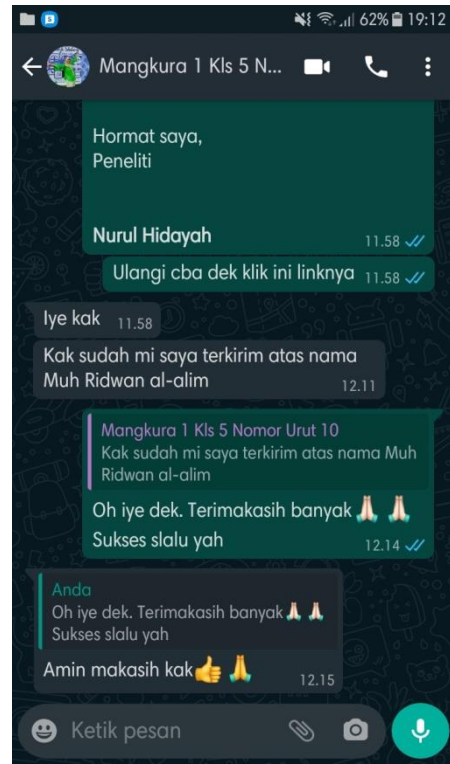 62% 19:12
Mangkura 1 Kls 5 N...
Hormat saya,
Peneliti
Nurul Hidayah
11.58
Ulangi cba dek klik ini linknya 11.58
Iye kak 11.58
Kak sudah mi saya terkirim atas nama
Muh Ridwan al-alim
12.11
Mangkura 1 Kls 5 Nomor Urut 10
Kak sudah mi saya terkirim atas nama Muh
Ridwan al-alim
Oh iye dek. Terimakasih banyak🙏🏻 🙏🏻
Sukses slalu yah
12.14
Anda
Oh iye dek. Terimakasih banyak🙏🏻 🙏🏻
Sukses slalu yah
Amin makasih kak👍 🙏 12.15
Ketik pesan